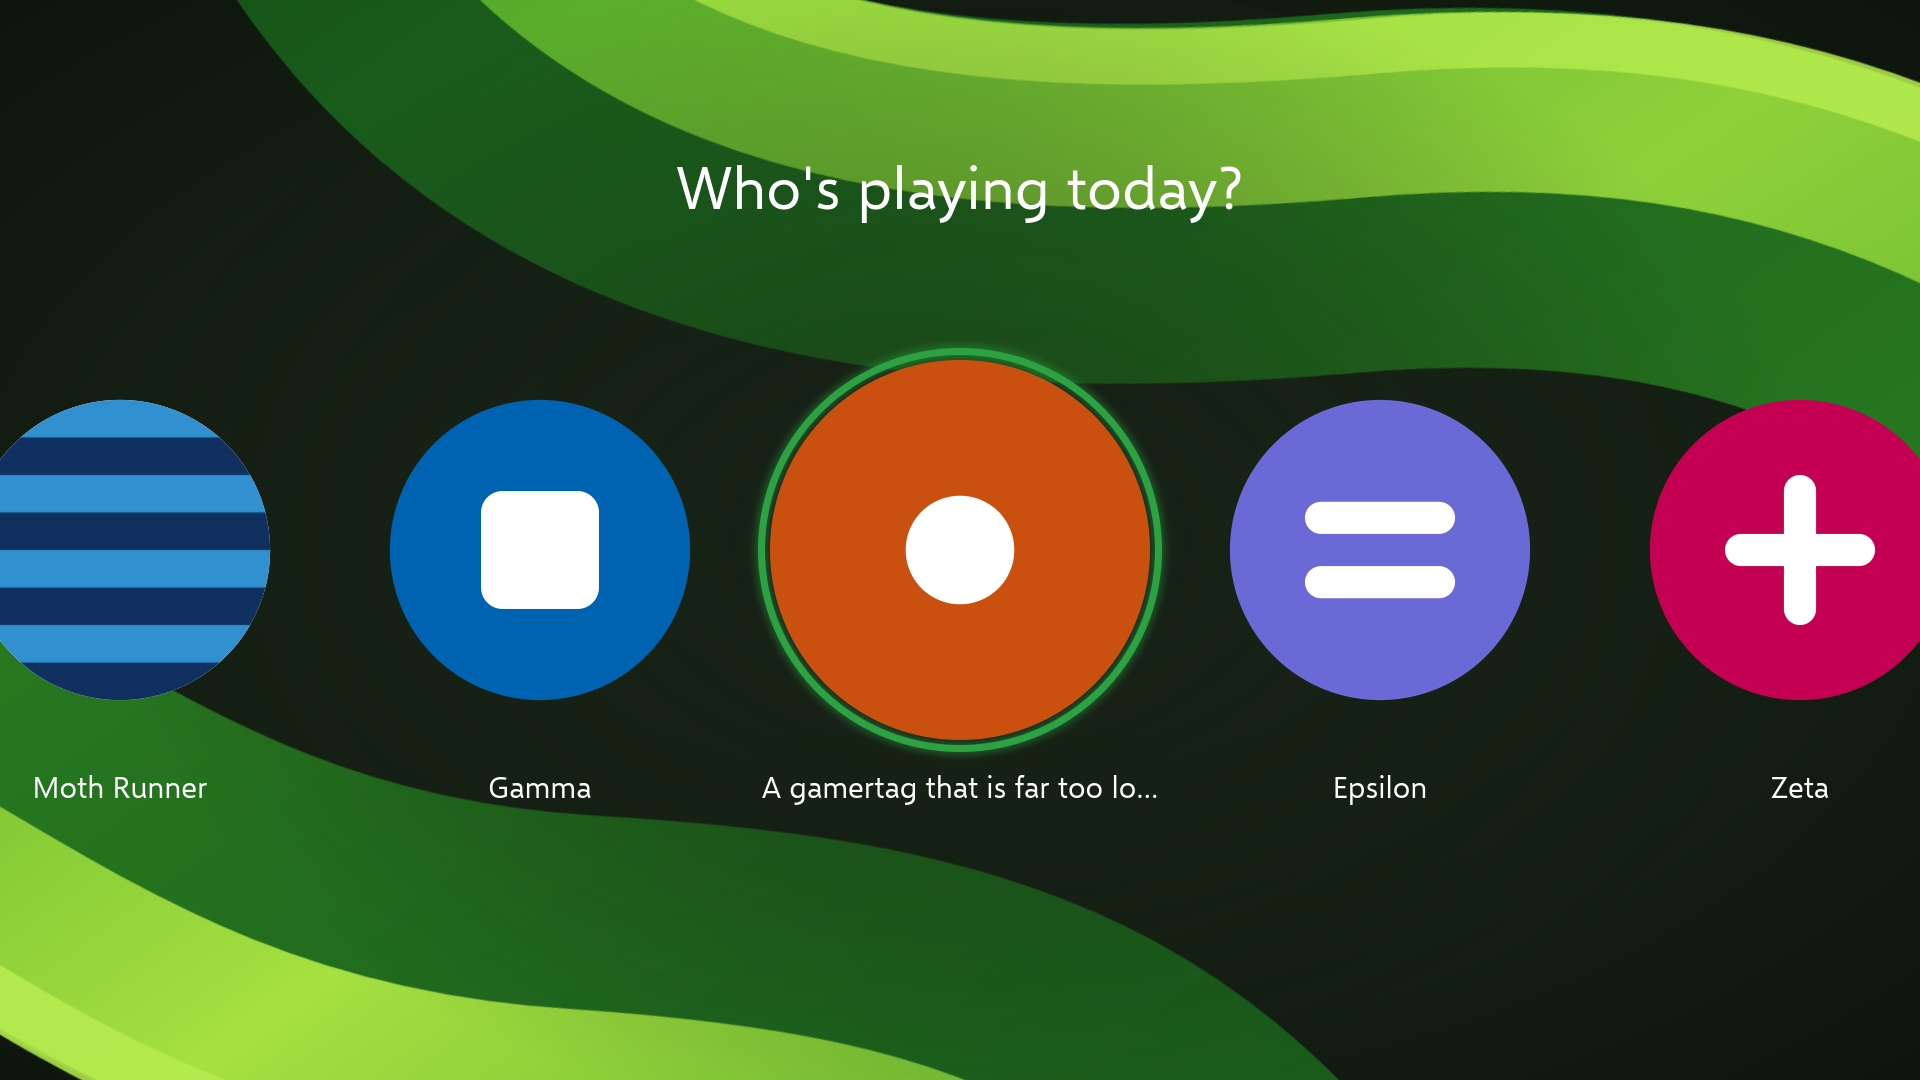 Who's playing today?
Moth Runner
Gamma
A gamertag that is far too lo...
Epsilon
Zeta